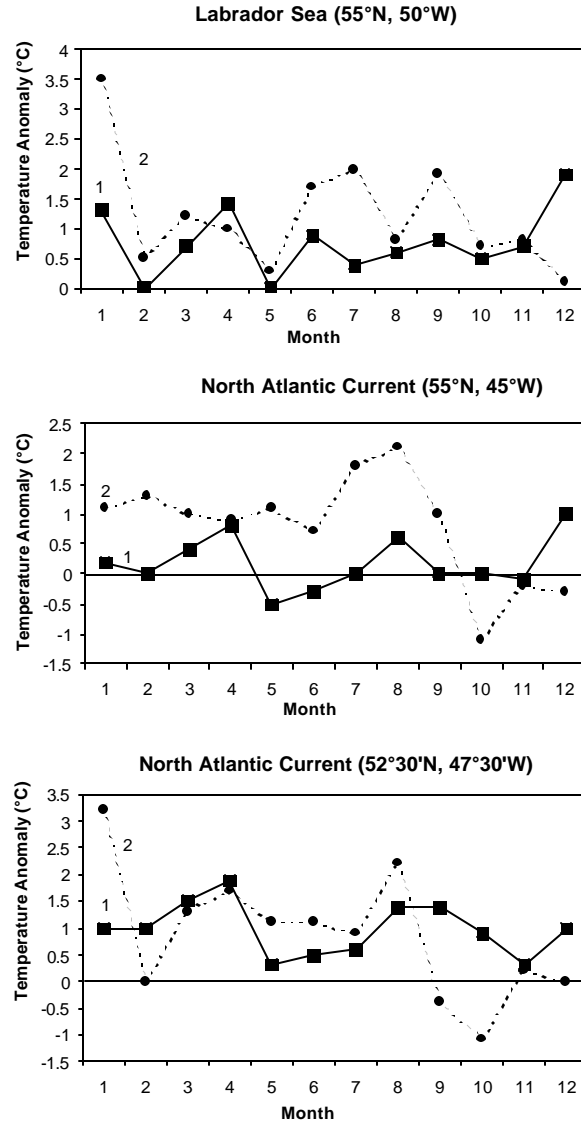 Labrador Sea (55°N, 50°W)
Temperature Anomaly (°C)
4
3.5
3
2.5
2
1.5
1
0.5
0
1
2
1 2 3 4 5 6 7 8 9 10 11 12
Month
North Atlantic Current (55°N, 45°W)
Temperature Anomaly (°C)
2.5
2
1.5
1
0.5
0
-0.5
-1
-1.5
2
1
1 2 3 4 5 6 7 8 9 10 11 12
Month
North Atlantic Current (52°30'N, 47°30'W)
Temperature Anomaly (°C)
3.5
3
2.5
2
1.5
1
0.5
0
-0.5
-1
-1.5
2
1
1 2 3 4 5 6 7 8 9 10 11 12
Month